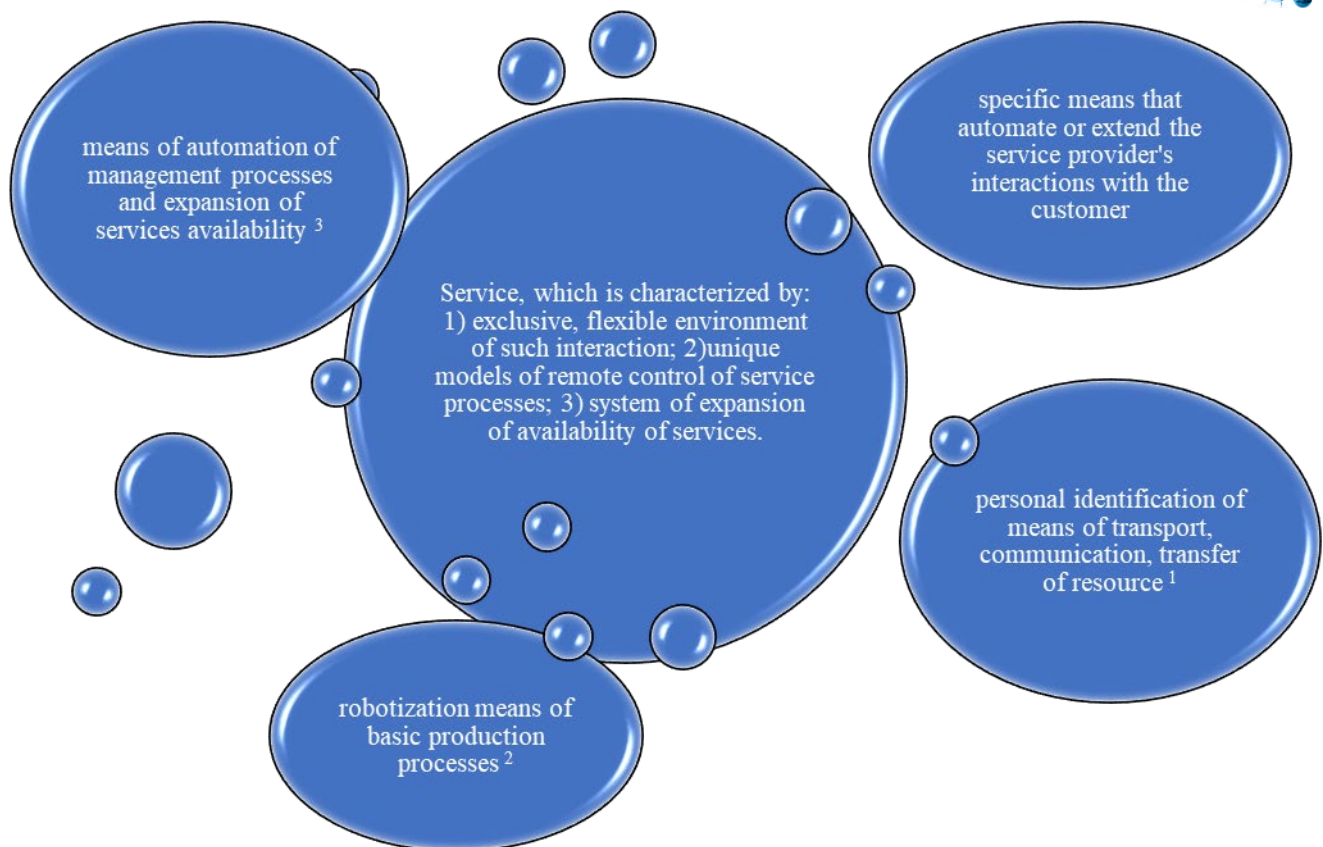 means of automation of
management processes
and expansion of
services availability ³
specific means that
automate or extend the
service provider's
interactions with the
customer
Service, which is characterized by:
1) exclusive, flexible environment
of such interaction; 2)unique
models of remote control of service
processes; 3) system of expansion
of availability of services.
personal identification of
means of transport,
communication, transfer
of resource ¹
robotization means of
basic production
processes ²